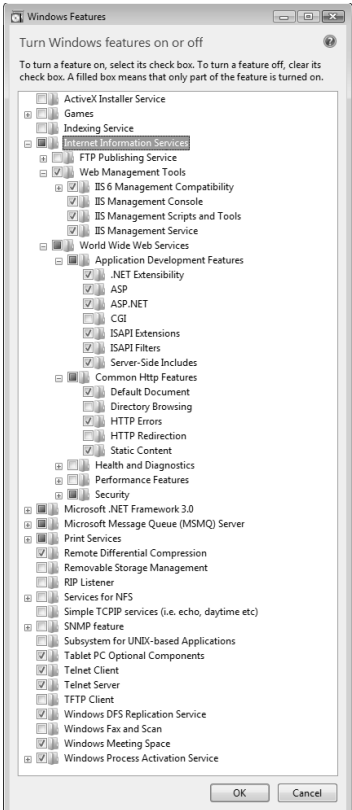 Windows Features
Turn Windows features on or off
To turn a feature on, select its check box. To turn a feature off, clear its
check box. A filled box means that only part of the feature is turned on.
ActiveX Installer Service
Games
Indexing Service
Internet Information Services
FTP Publishing Service
Web Management Tools
IIS 6 Management Compatibility
IIS Management Console
IIS Management Scripts and Tools
IIS Management Service
World Wide Web Services
Application Development Features
.NET Extensibility
ASP
ASP.NET
CGI
ISAPI Extensions
ISAPI Filters
Server-Side Includes
Common Http Features
Default Document
Directory Browsing
HTTP Errors
HTTP Redirection
Static Content
Health and Diagnostics
Performance Features
Security
Microsoft .NET Framework 3.0
Microsoft Message Queue (MSMQ) Server
Print Services
Remote Differential Compression
Removable Storage Management
RIP Listener
Services for NFS
Simple TCPIP services (i.e. echo, daytime etc)
SNMP feature
Subsystem for UNIX-based Applications
Tablet PC Optional Components
Telnet Client
Telnet Server
TFTP Client
Windows DFS Replication Service
Windows Fax and Scan
Windows Meeting Space
Windows Process Activation Service
OK Cancel